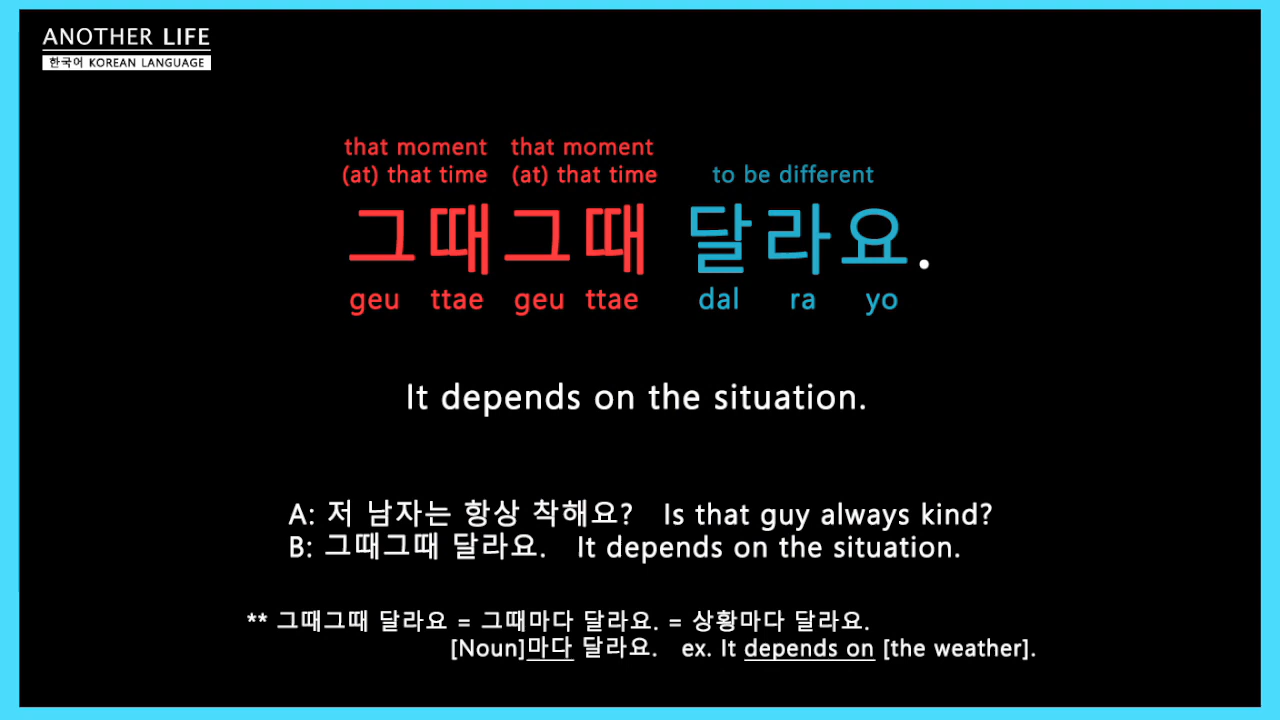 ANOTHER LIFE
한국어 KOREAN LANGUAGE
that moment that moment
(at) that time (at) that time to be different
그때그때 달라요.
geu ttae geu ttae dal ra yo
It depends on the situation.
A: 저 남자는 항상 착해요? Is that guy always kind?
B: 그때그때 달라요. It depends on the situation.
** 그때그때 달라요 = 그때마다 달라요. = 상황마다 달라요.
[Noun]마다 달라요. ex. It depends on [the weather].